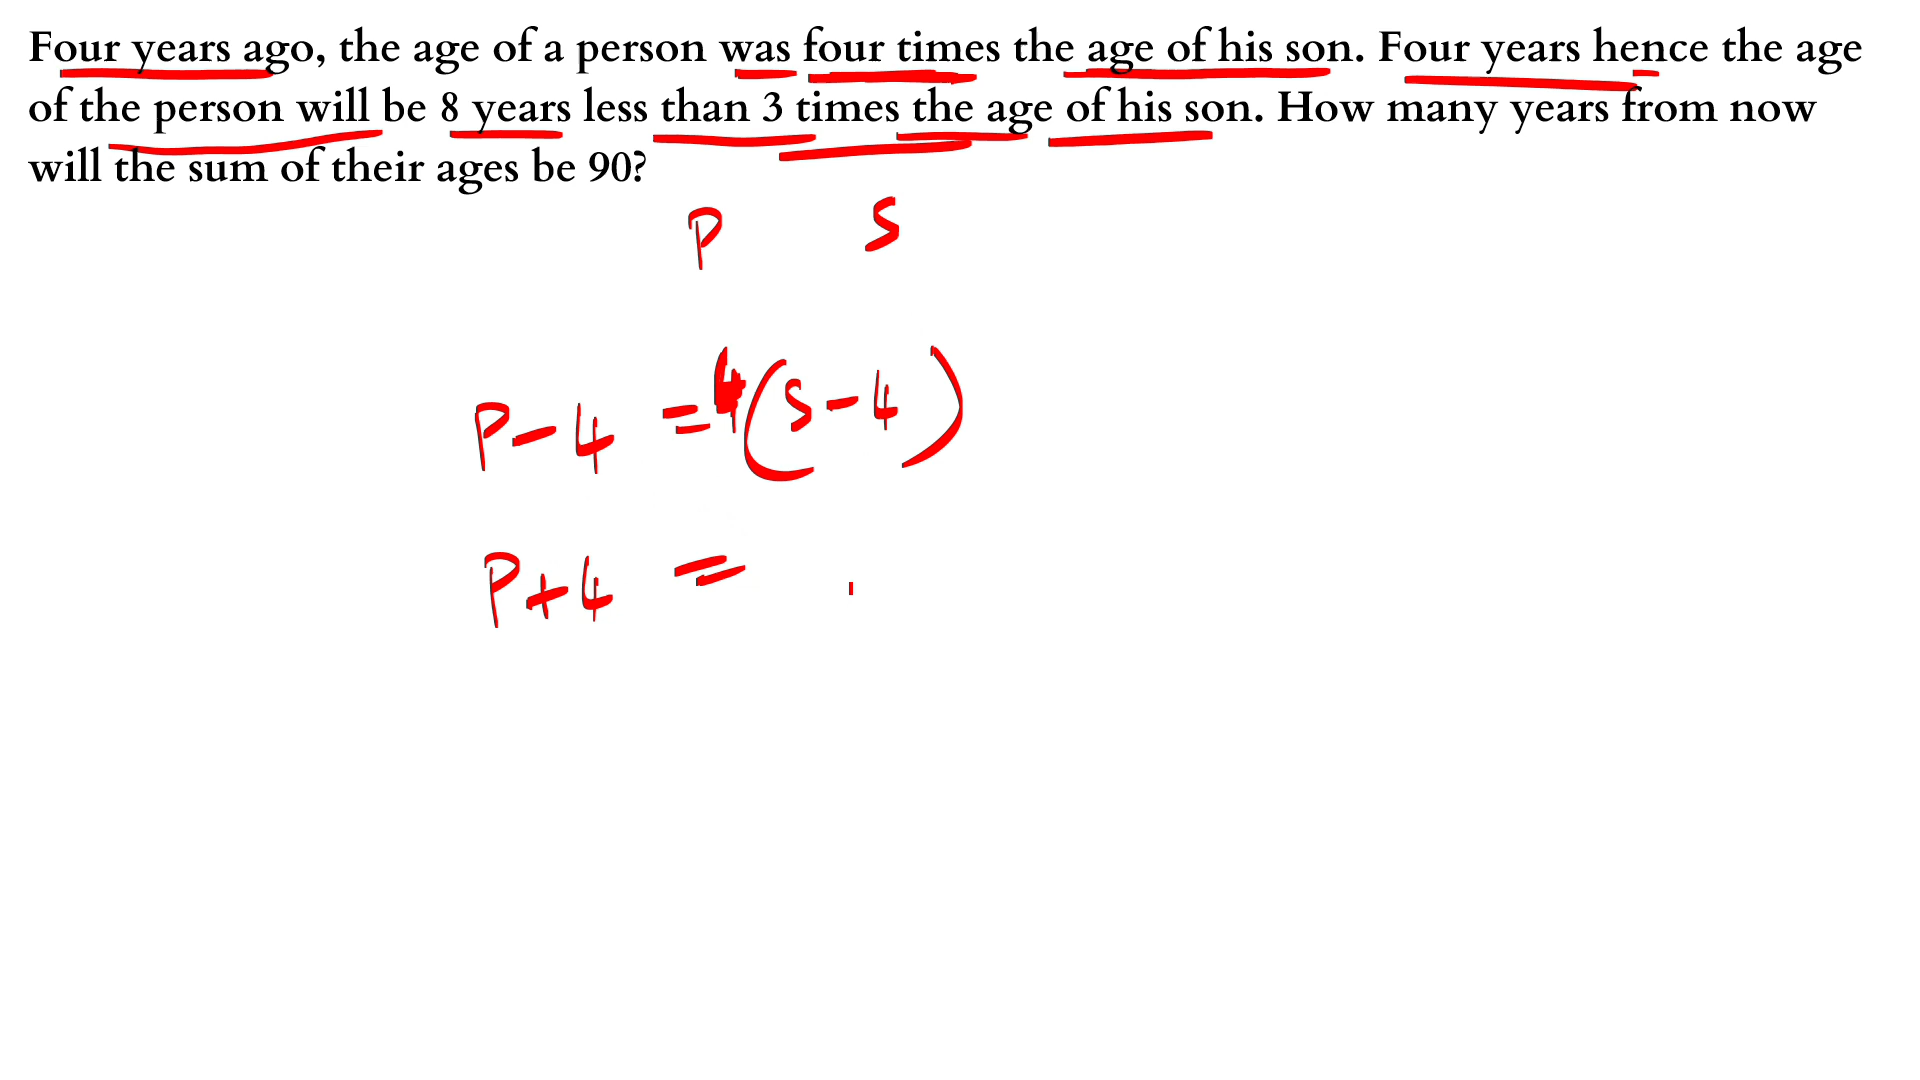 Four years ago, the age of a person was four times the age of his son. Four years hence the age
of the person will be 8 years less than 3 times the age of his son. How many years from now
will the sum of their ages be 90?
P S
P-4 = 4(S-4)
P+4 =